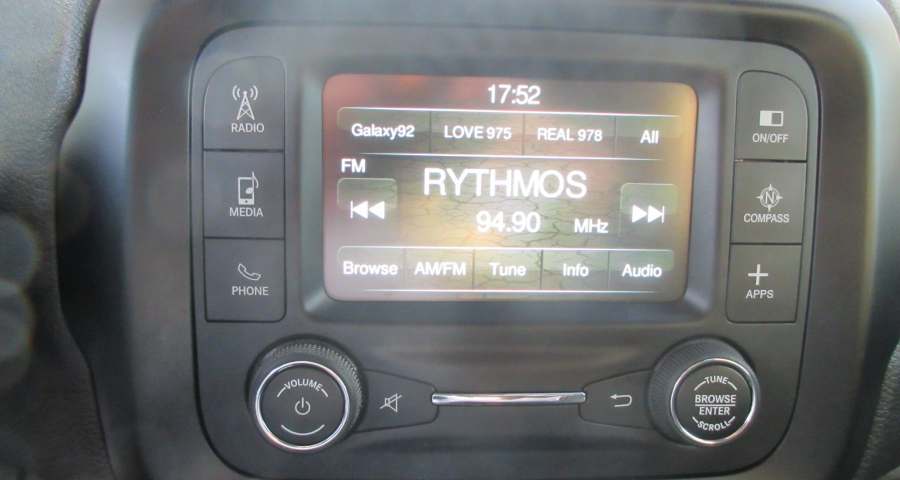 17:52
RADIO
Galaxy92 LOVE 975 REAL 978 All
ON/OFF
FM
RYTHMOS
MEDIA
94.90 MHz
N
COMPASS
Browse AM/FM Tune Info Audio
PHONE
APPS
VOLUME
TUNE
BROWSE
ENTER
SCROLL